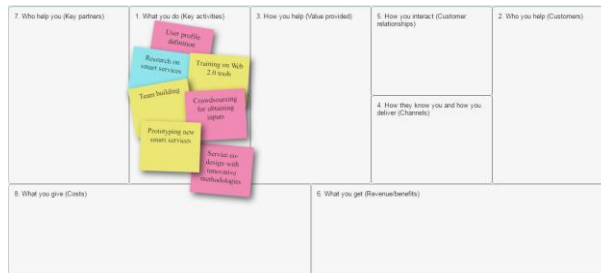 7. Who help you (Key partners)
1. What you do (Key activities)
3. How you help (Value provided)
5. How you interact (Customer
relationships)
2. Who you help (Customers)
User profile
definition
Research on
smart services
Training on Web
2.0 tools
Team building
Crowdsourcing
for obtaining
inputs
Prototyping new
smart services
Service co-
design with
innovative
methodologies
4. How they know you and how you
deliver (Channels)
8. What you give (Costs)
6. What you get (Revenue/benefits)